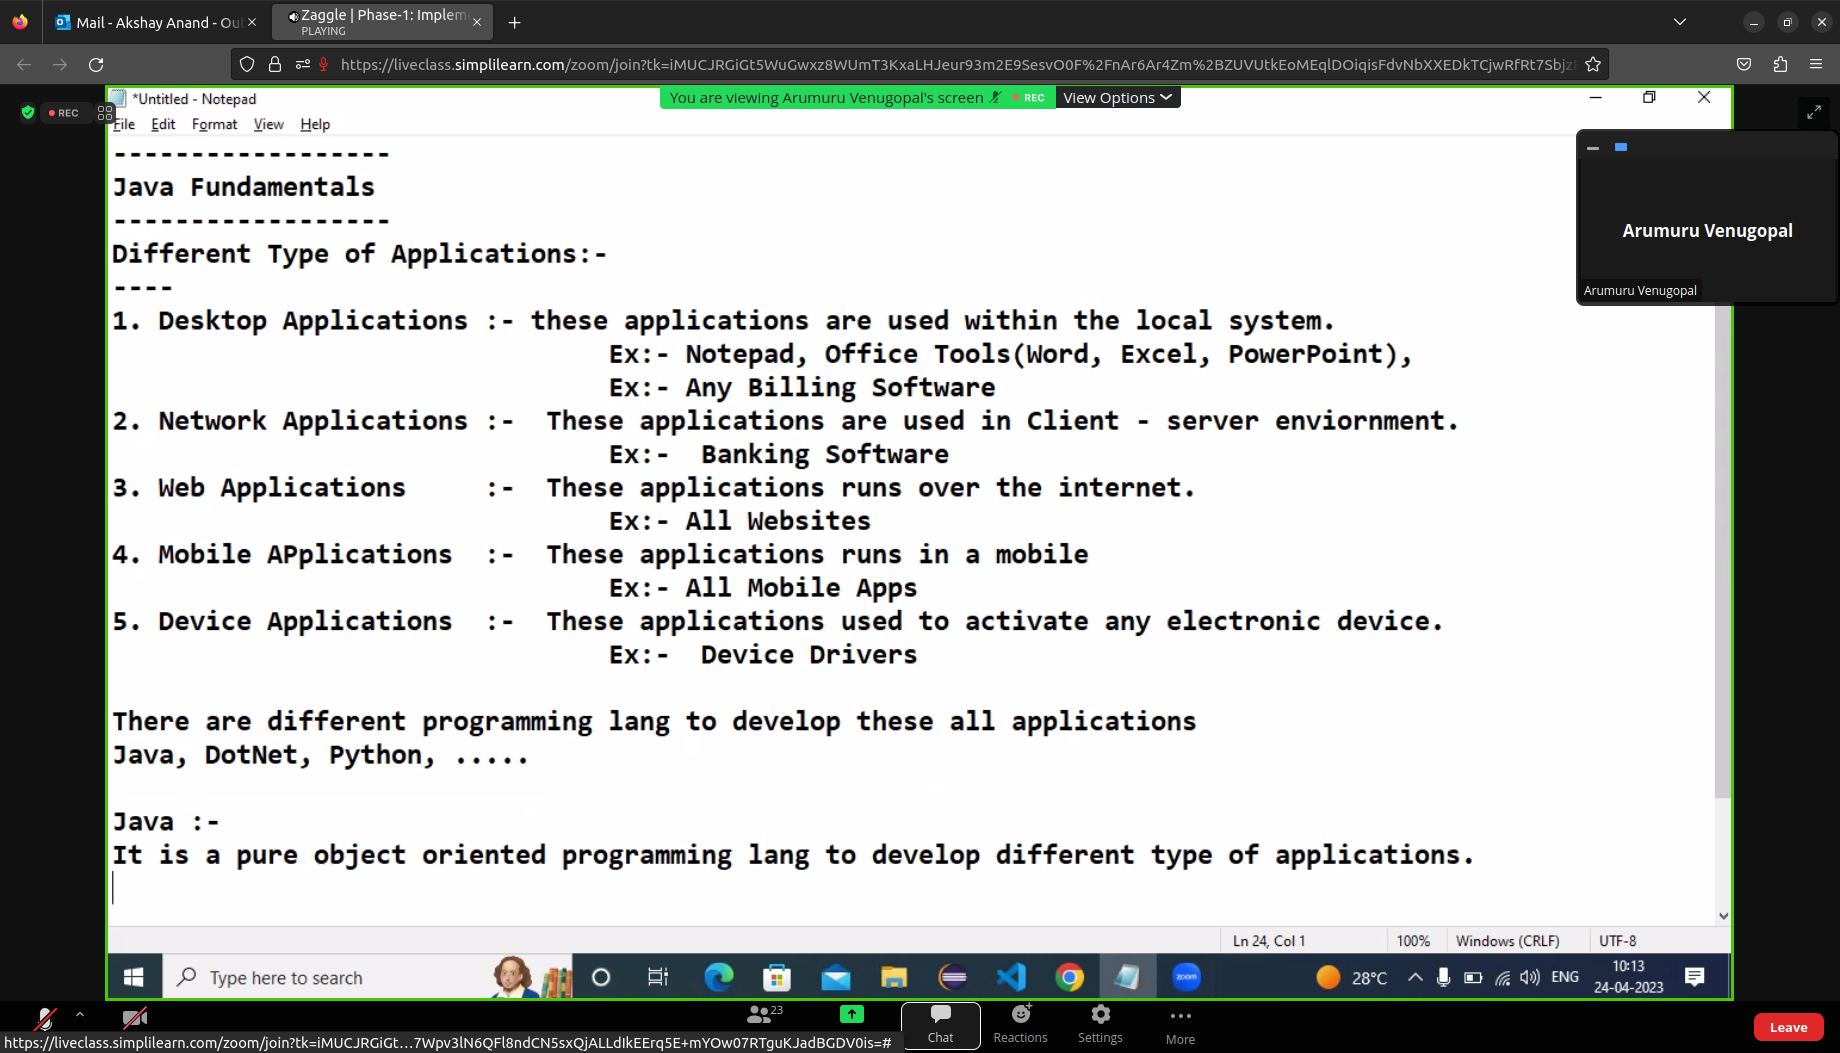 Mail - Akshay Anand - Ou
Zaggle | Phase-1: Implem
PLAYING
https://liveclass.simplilearn.com/zoom/join?tk=
REC
*Untitled - Notepad
You are viewing Arumuru Venugopal's screen
REC
View Options
File Edit Format View Help
------------------
Java Fundamentals
------------------
Different Type of Applications:-
----
1. Desktop Applications :- these applications are used within the local system.
Ex:- Notepad, Office Tools(Word, Excel, PowerPoint),
Ex:- Any Billing Software
2. Network Applications :- These applications are used in Client - server enviornment.
Ex:- Banking Software
3. Web Applications :- These applications runs over the internet.
Ex:- All Websites
4. Mobile APplications :- These applications runs in a mobile
Ex:- All Mobile Apps
5. Device Applications :- These applications used to activate any electronic device.
Ex:- Device Drivers
There are different programming lang to develop these all applications
Java, DotNet, Python, .....
Java :-
It is a pure object oriented programming lang to develop different type of applications.
Arumuru Venugopal
Arumuru Venugopal
Ln 24, Col 1 100% Windows (CRLF) UTF-8
Type here to search
zoom
28°C
ENG
10:13
24-04-2023
23
Chat
Reactions
Settings
More
Leave
https://liveclass.simplilearn.com/zoom/join?tk=